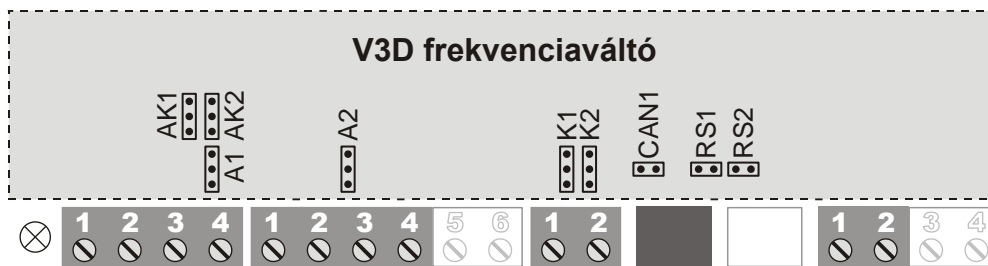 V3D frekvenciaváltó
AK1 AK2 A1 A2 K1 K2 CAN1 RS1 RS2
1 2 3 4 1 2 3 4 5 6 1 2 1 2 3 4